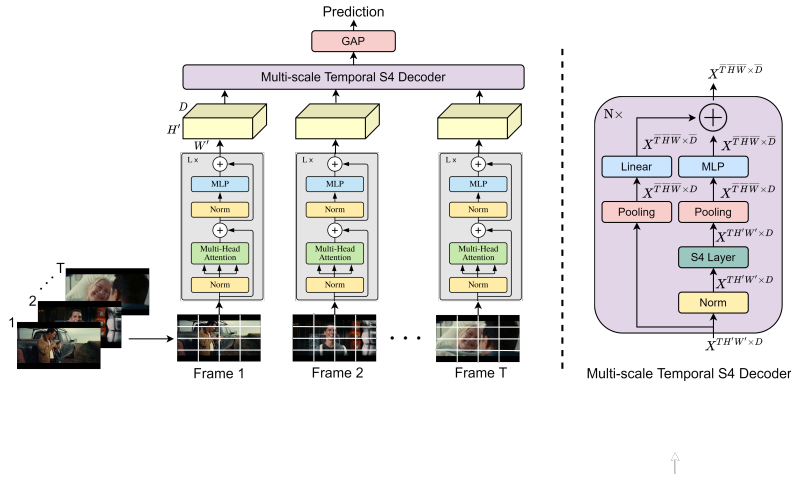 Prediction
GAP
Multi-scale Temporal S4 Decoder
D
H′
W′
L ×
MLP
Norm
Multi-Head
Attention
Norm
L ×
MLP
Norm
Multi-Head
Attention
Norm
L ×
MLP
Norm
Multi-Head
Attention
Norm
T
2
1
Frame 1
Frame 2
Frame T
X^{T̅H̅W̅×D̅}
N×
X^{T̅H̅W̅×D̅}
X^{T̅H̅W̅×D̅}
Linear
MLP
X^{T̅H̅W̅×D}
X^{T̅H̅W̅×D}
Pooling
Pooling
X^{TH′W′×D}
S4 Layer
X^{TH′W′×D}
Norm
X^{TH′W′×D}
Multi-scale Temporal S4 Decoder